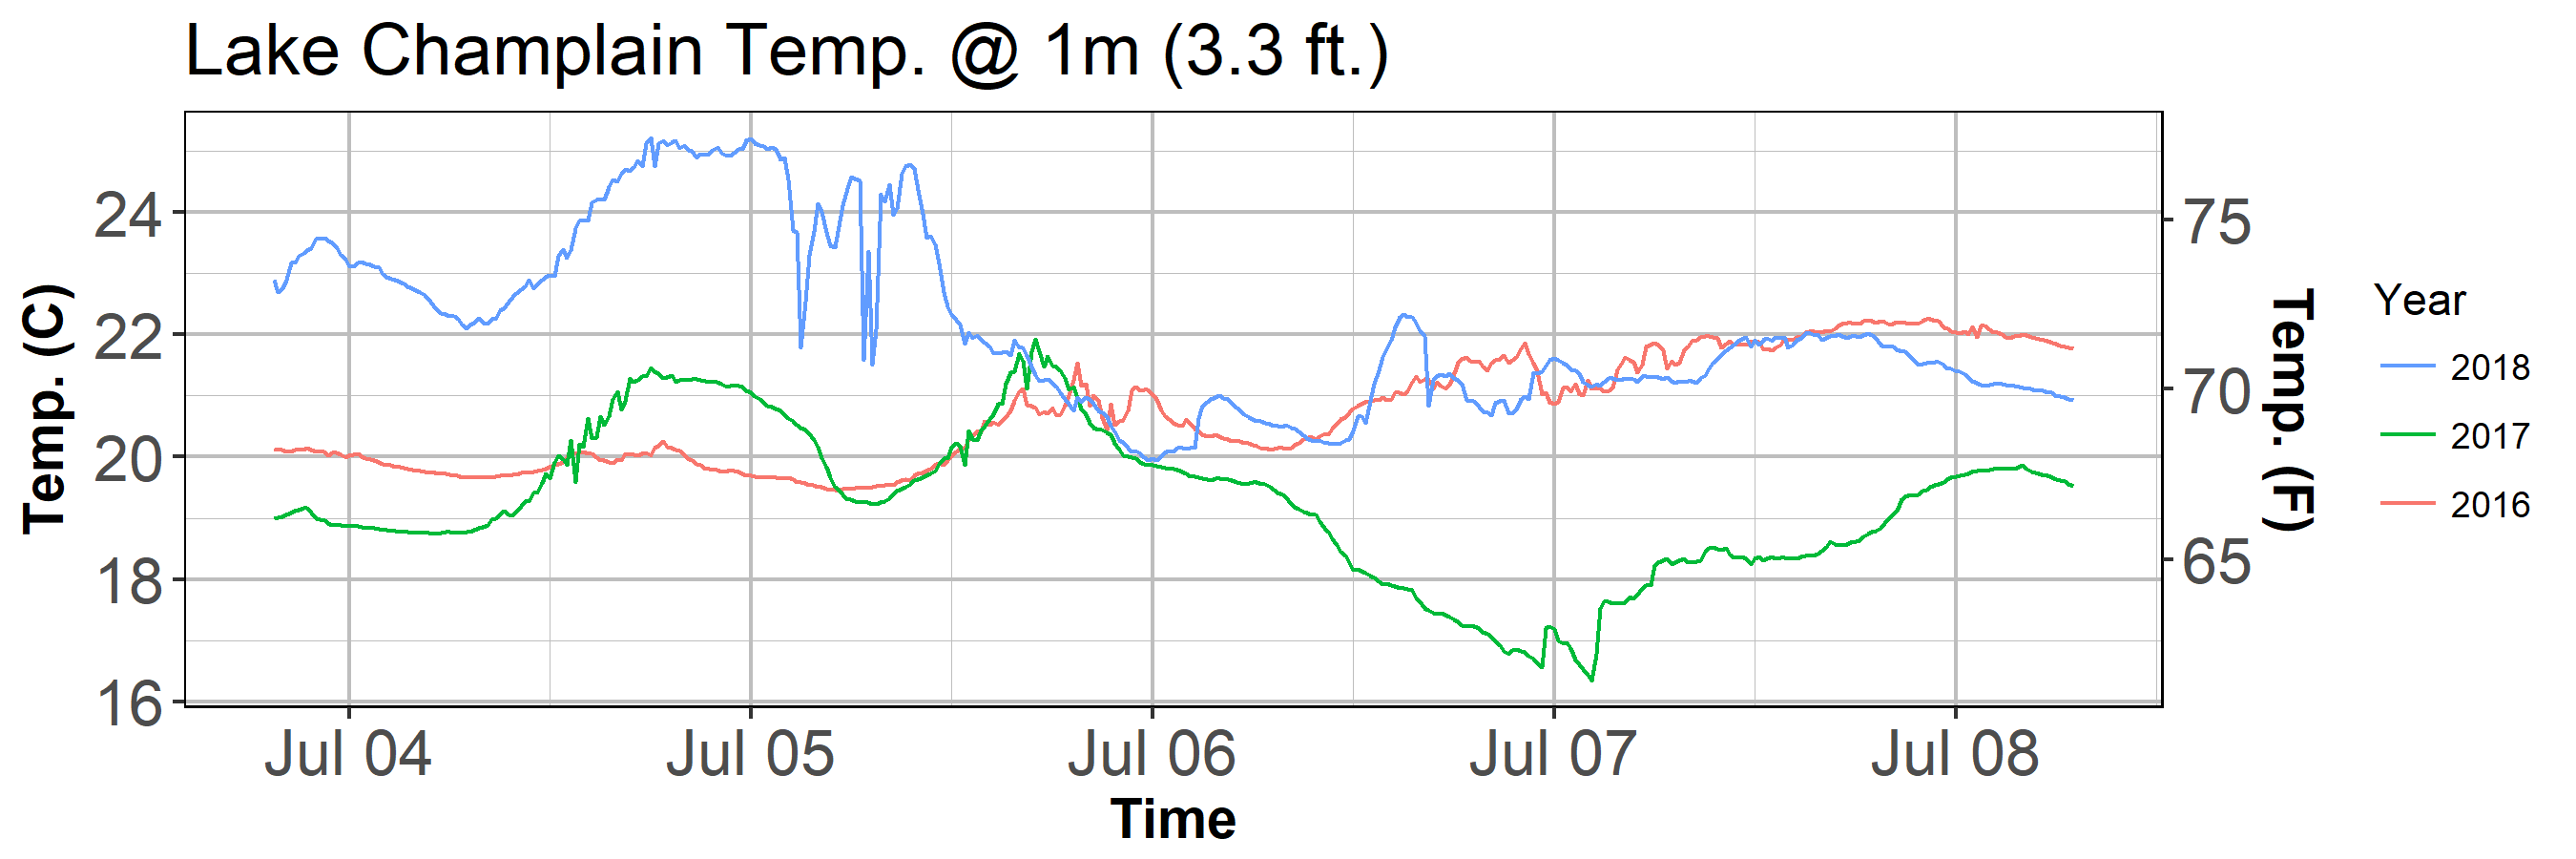 Lake Champlain Temp. @ 1m (3.3 ft.)
Temp. (C)
24
22
20
18
16
75
70
65
Temp. (F)
Jul 04
Jul 05
Jul 06
Jul 07
Jul 08
Time
Year
2018
2017
2016